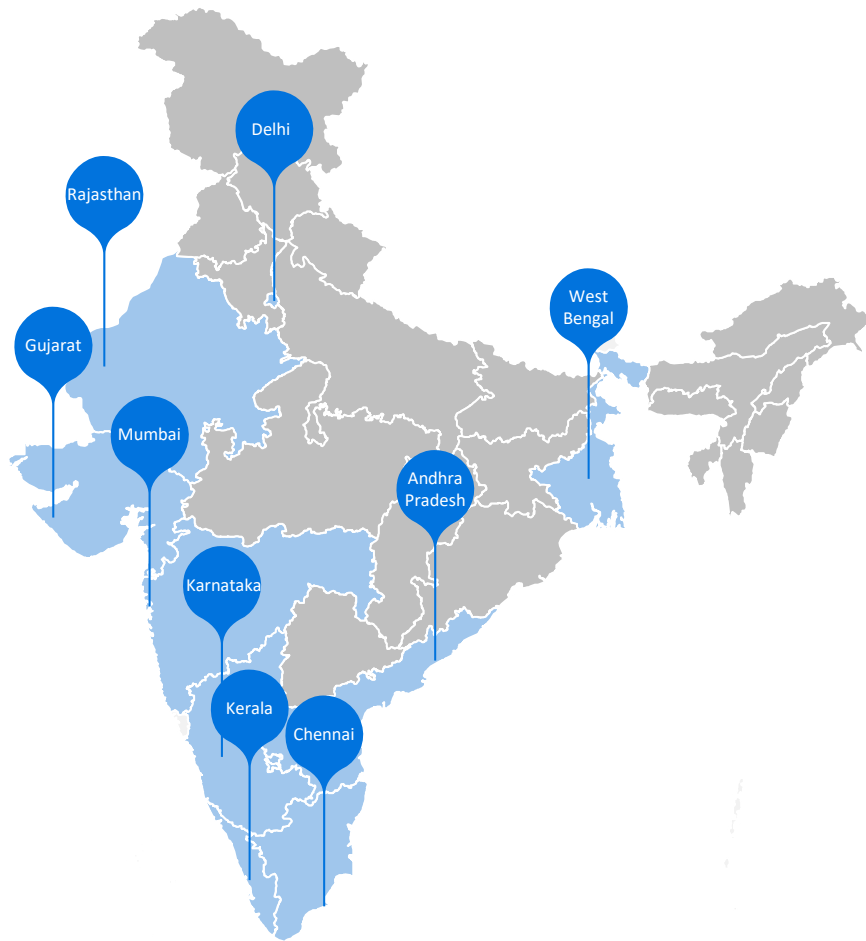 Delhi
Rajasthan
West
Bengal
Gujarat
Mumbai
Andhra
Pradesh
Karnataka
Kerala
Chennai